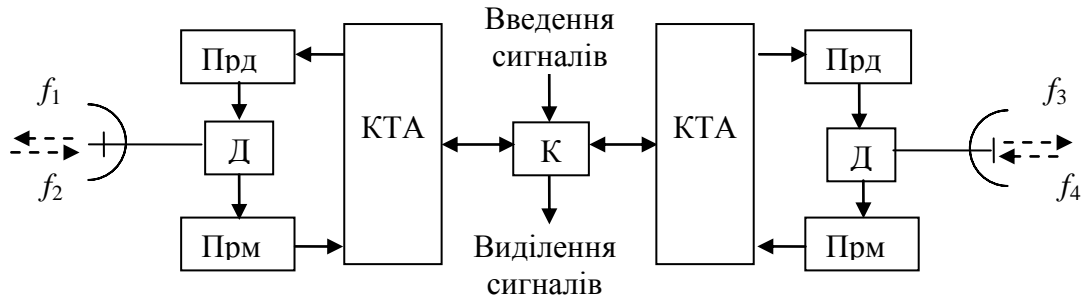 Введення
сигналів
Прд
Прд
f1
f3
КТА
КТА
Д
К
Д
f2
f4
Прм
Виділення
сигналів
Прм